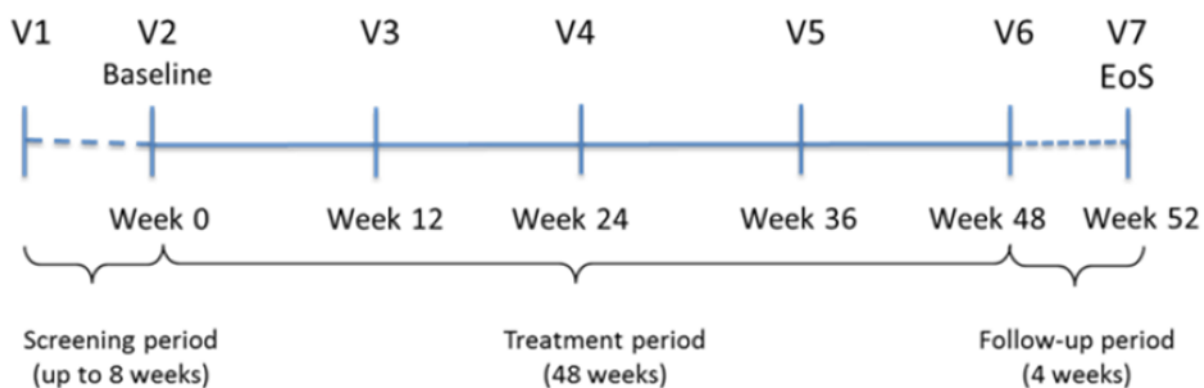 V1 V2 V3 V4 V5 V6 V7
Baseline EoS
Week 0 Week 12 Week 24 Week 36 Week 48 Week 52
Screening period Treatment period Follow-up period
(up to 8 weeks) (48 weeks) (4 weeks)